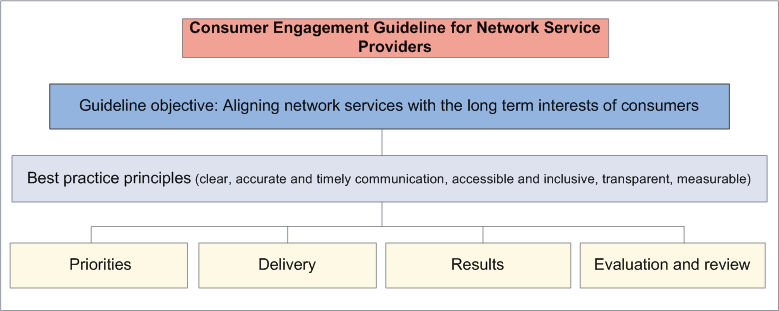 Consumer Engagement Guideline for Network Service
Providers
Guideline objective: Aligning network services with the long term interests of consumers
Best practice principles (clear, accurate and timely communication, accessible and inclusive, transparent, measurable)
Priorities
Delivery
Results
Evaluation and review